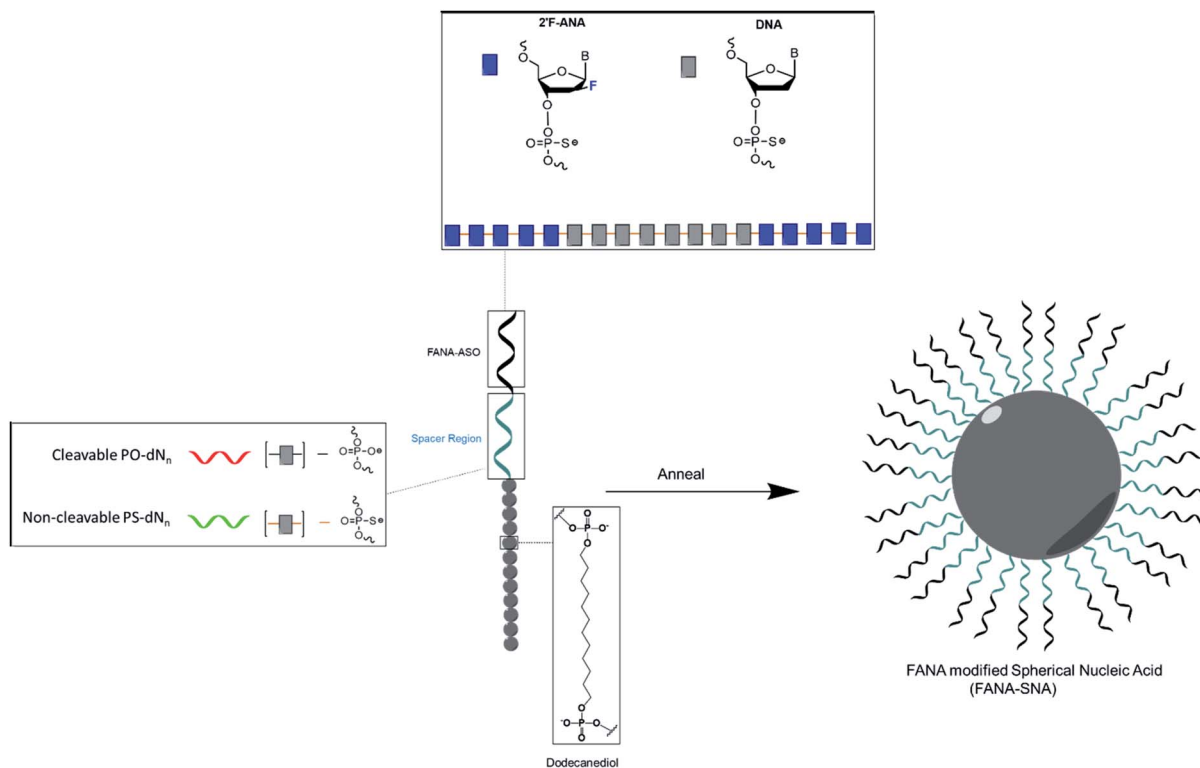 2'F-ANA
DNA
O
B
O
F
O
O
O=P–S⊖
O
O
B
O
O
O
O=P–S⊖
O
FANA-ASO
Spacer Region
Cleavable PO-dNₙ
[ ] – O=P–O⊖
O
O
Non-cleavable PS-dNₙ
[ ] – O=P–S⊖
O
O
Anneal
O
O–P–O⁻
O
O
⁻O–P–O
O
Dodecanediol
FANA modified Spherical Nucleic Acid
(FANA-SNA)